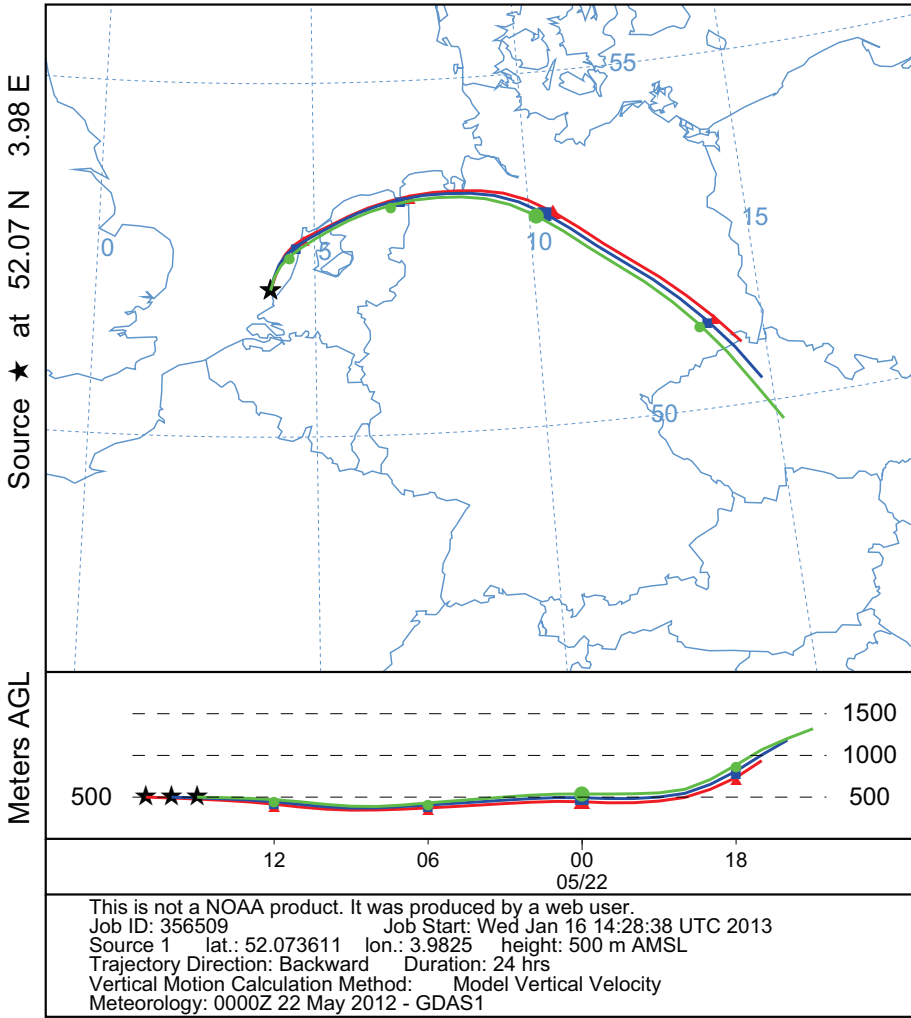 Source ★ at 52.07 N 3.98 E
55
15
0
5
10
50
Meters AGL
1500
1000
500
500
12 06 00 18
05/22
This is not a NOAA product. It was produced by a web user.
Job ID: 356509 Job Start: Wed Jan 16 14:28:38 UTC 2013
Source 1 lat.: 52.073611 lon.: 3.9825 height: 500 m AMSL
Trajectory Direction: Backward Duration: 24 hrs
Vertical Motion Calculation Method: Model Vertical Velocity
Meteorology: 0000Z 22 May 2012 - GDAS1